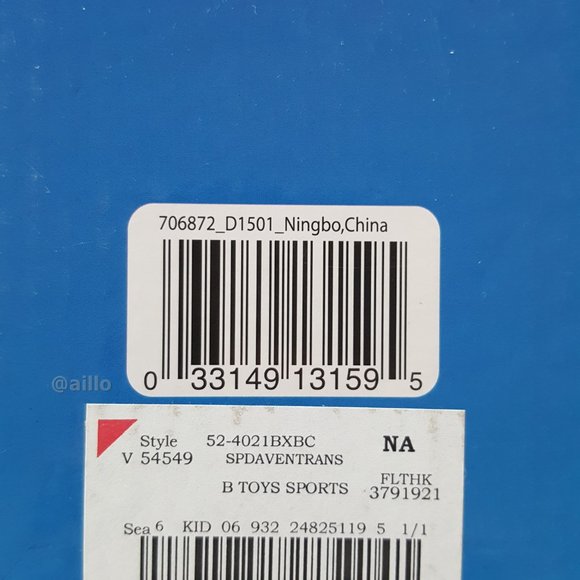 706872_D1501_Ningbo,China
0 33149 13159 5
@aillo
Style 52-4021BXBC NA
V 54549 SPDAVENTRANS
FLTHK
B TOYS SPORTS 3791921
Sea 6 KID 06 932 24825119 5 1/1